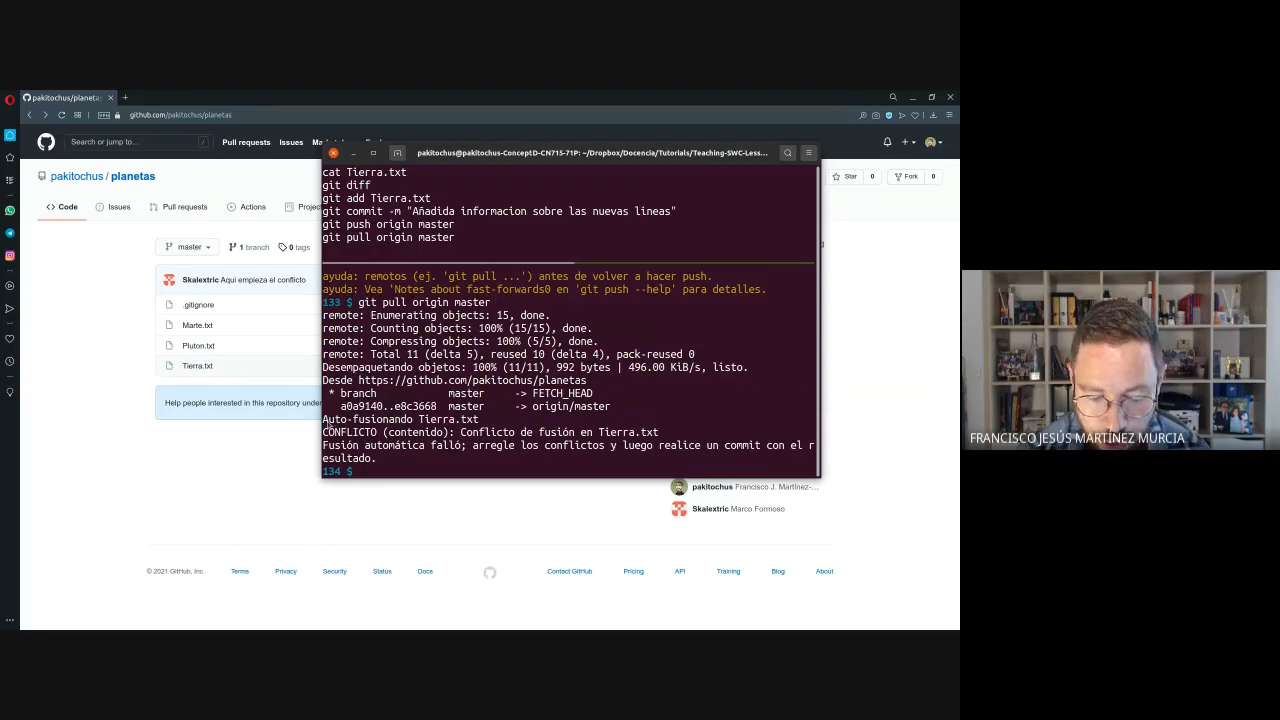 pakitochus/planetas
github.com/pakitochus/planetas
Search or jump to...
/
Pull requests
Issues
pakitochus@pakitochus-ConceptD-CN715-71P: ~/Dropbox/Docencia/Tutorials/Teaching-SWC-Less...
cat Tierra.txt
git diff
git add Tierra.txt
git commit -m "Añadida informacion sobre las nuevas lineas"
git push origin master
git pull origin master
ayuda: remotos (ej. 'git pull ...') antes de volver a hacer push.
ayuda: Vea 'Notes about fast-forwards0 en 'git push --help' para detalles.
133 $ git pull origin master
remote: Enumerating objects: 15, done.
remote: Counting objects: 100% (15/15), done.
remote: Compressing objects: 100% (5/5), done.
remote: Total 11 (delta 5), reused 10 (delta 4), pack-reused 0
Desempaquetando objetos: 100% (11/11), 992 bytes | 496.00 KiB/s, listo.
Desde https://github.com/pakitochus/planetas
* branch master -> FETCH_HEAD
a0a9140..e8c3668 master -> origin/master
Auto-fusionando Tierra.txt
CONFLICTO (contenido): Conflicto de fusión en Tierra.txt
Fusión automática falló; arregle los conflictos y luego realice un commit con el r
esultado.
134 $
pakitochus / planetas
Star 0
Fork 0
Code
Issues
Pull requests
Actions
master
1 branch
0 tags
Skalextric Aquí empieza el conflicto
.gitignore
Marte.txt
Pluton.txt
Tierra.txt
Help people interested in this repository under
pakitochus Francisco J. Martínez-...
Skalextric Marco Formoso
© 2021 GitHub, Inc.
Terms
Privacy
Security
Status
Docs
Contact GitHub
Pricing
API
Training
Blog
About
FRANCISCO JESÚS MARTÍNEZ MURCIA